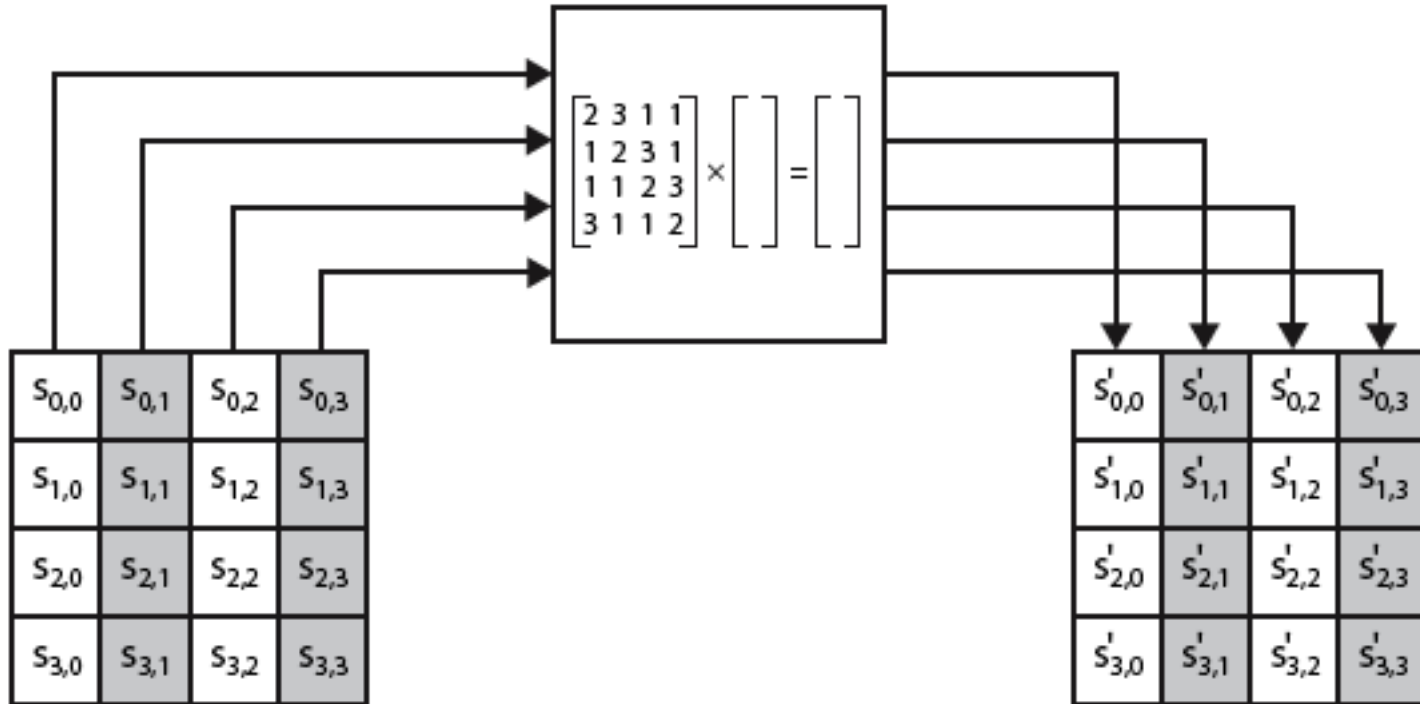 2 3 1 1
1 2 3 1
1 1 2 3
3 1 1 2
× =
S0,0 S0,1 S0,2 S0,3
S1,0 S1,1 S1,2 S1,3
S2,0 S2,1 S2,2 S2,3
S3,0 S3,1 S3,2 S3,3
S'0,0 S'0,1 S'0,2 S'0,3
S'1,0 S'1,1 S'1,2 S'1,3
S'2,0 S'2,1 S'2,2 S'2,3
S'3,0 S'3,1 S'3,2 S'3,3